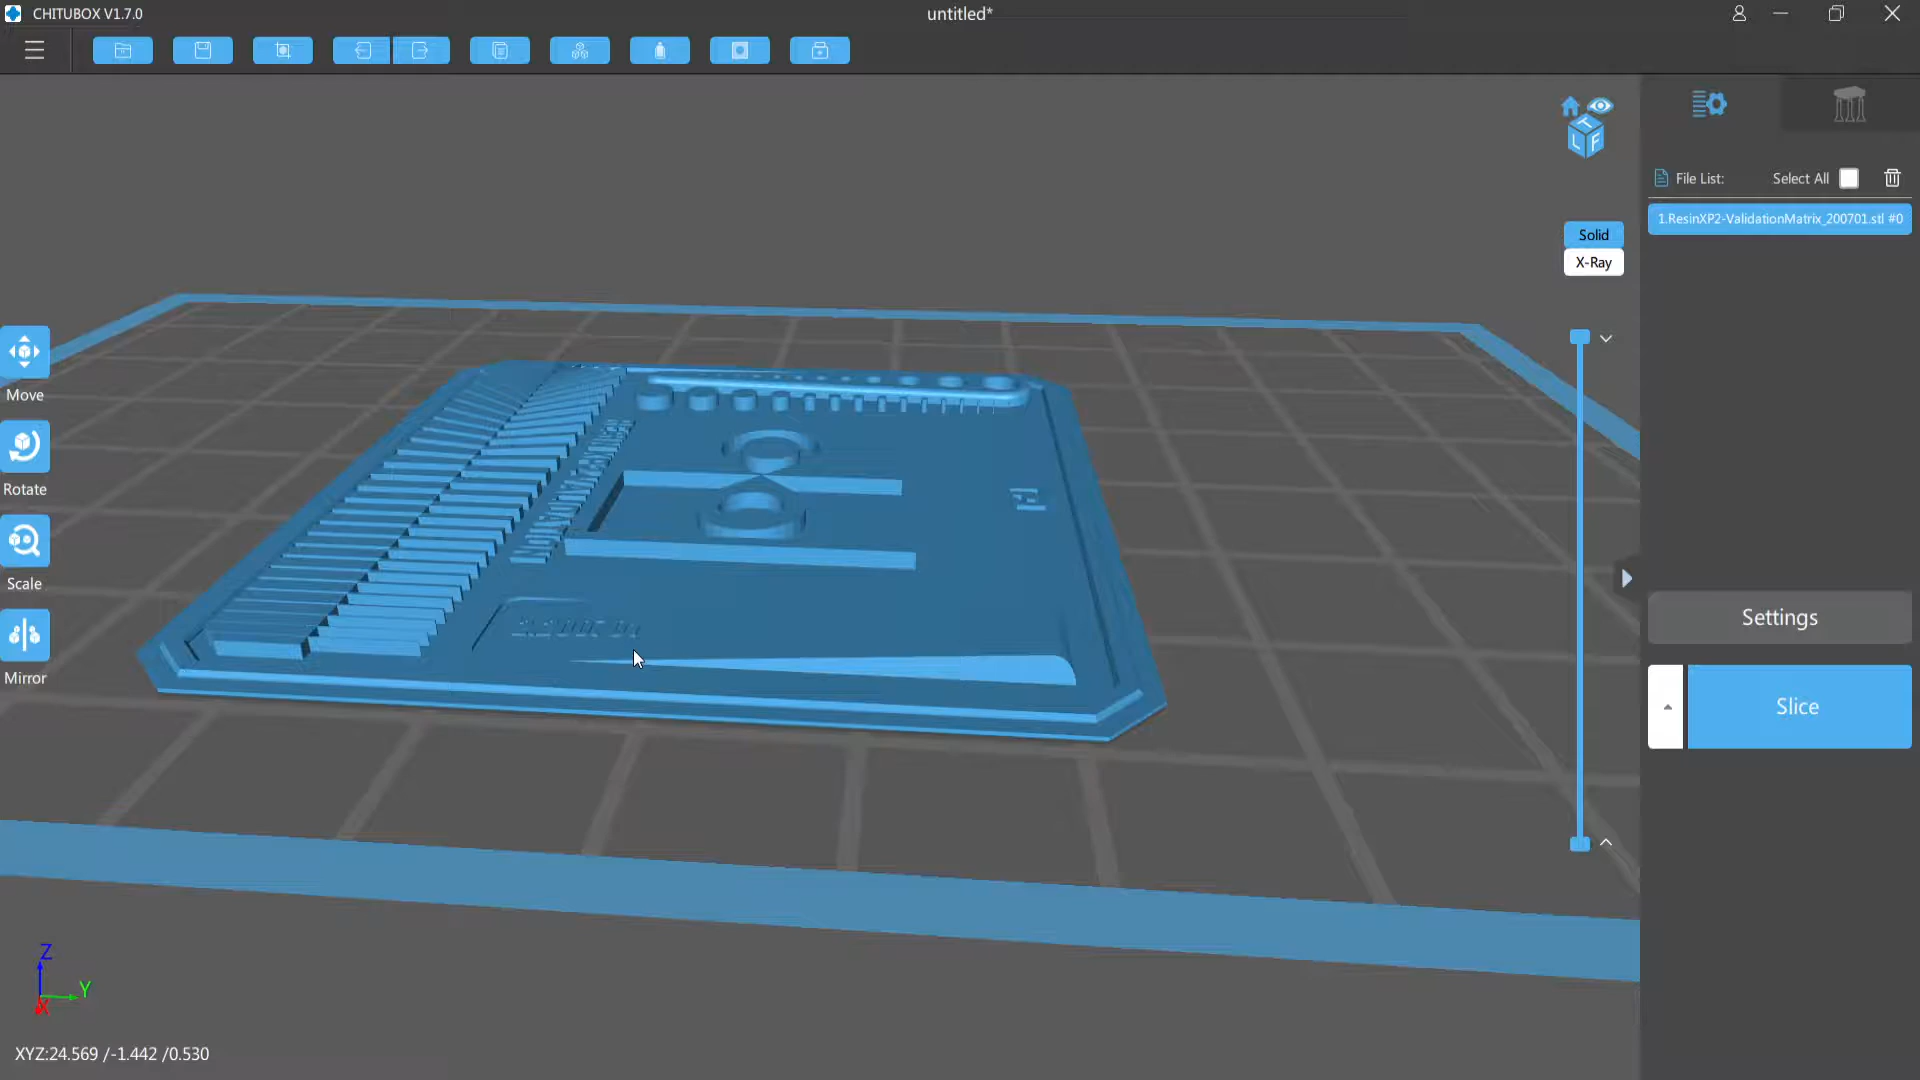 CHITUBOX V1.7.0
untitled*
T
L F
File List:
Select All
1.ResinXP2-ValidationMatrix_200701.stl #0
Solid
X-Ray
Move
Rotate
Scale
Mirror
Settings
Slice
Z
Y
X
XYZ:24.569 /-1.442 /0.530